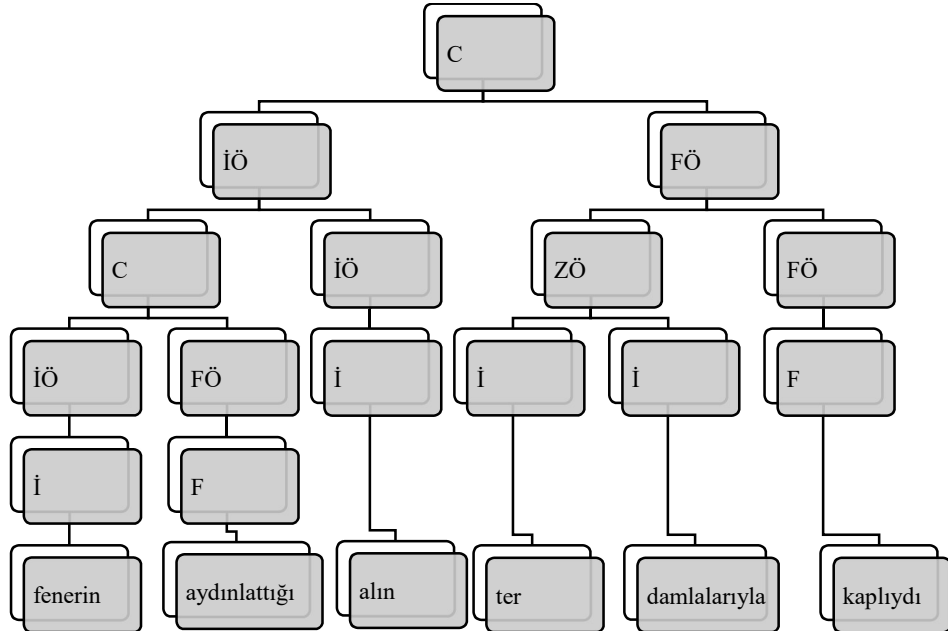 C
İÖ FÖ
C İÖ ZÖ FÖ
İÖ FÖ İ İ İ F
İ F
fenerin aydınlattığı alın ter damlalarıyla kaplıydı